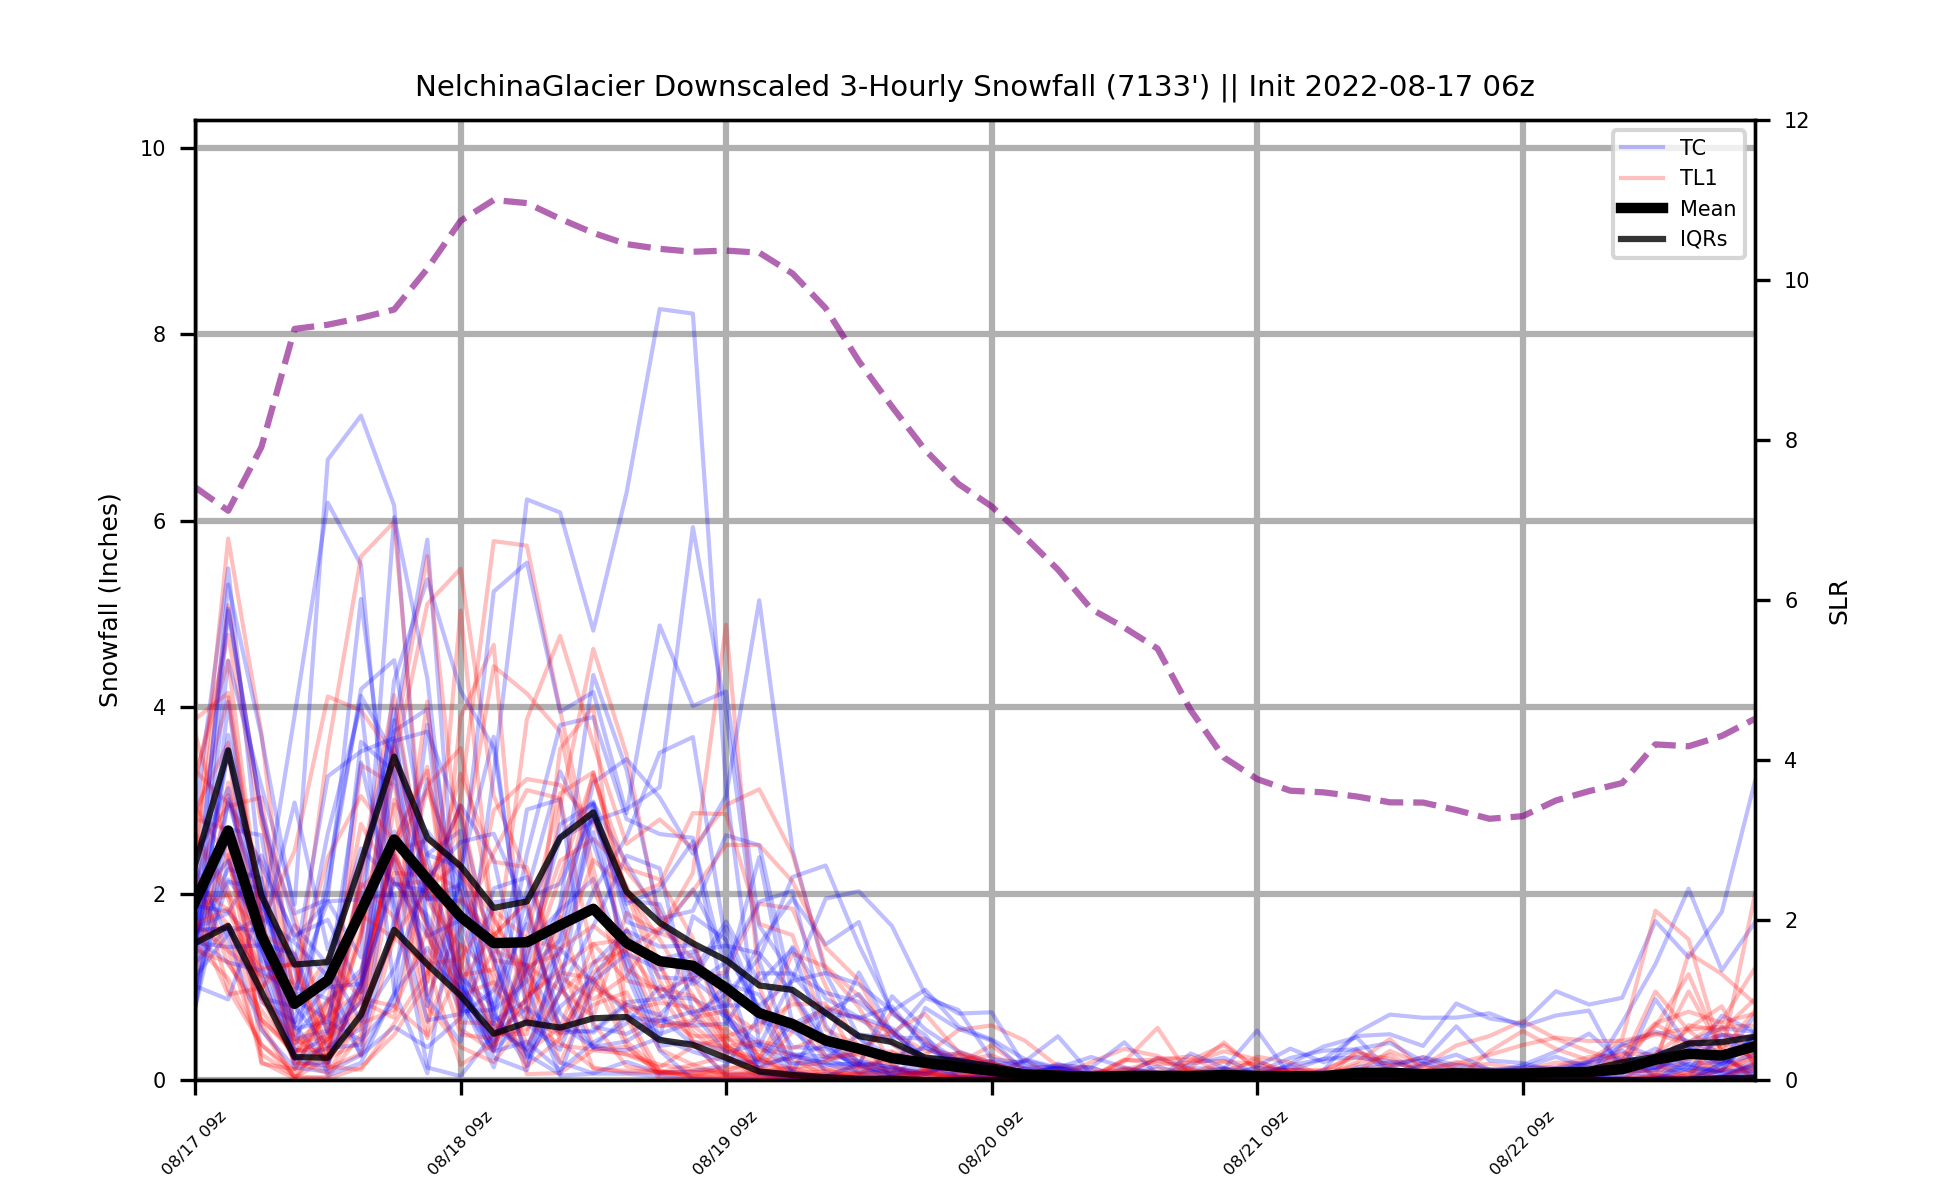 NelchinaGlacier Downscaled 3-Hourly Snowfall (7133') || Init 2022-08-17 06z
TC
TL1
Mean
IQRs
Snowfall (Inches)
10
8
6
4
2
0
12
10
8
6
4
2
0
SLR
08/17 09z
08/18 09z
08/19 09z
08/20 09z
08/21 09z
08/22 09z